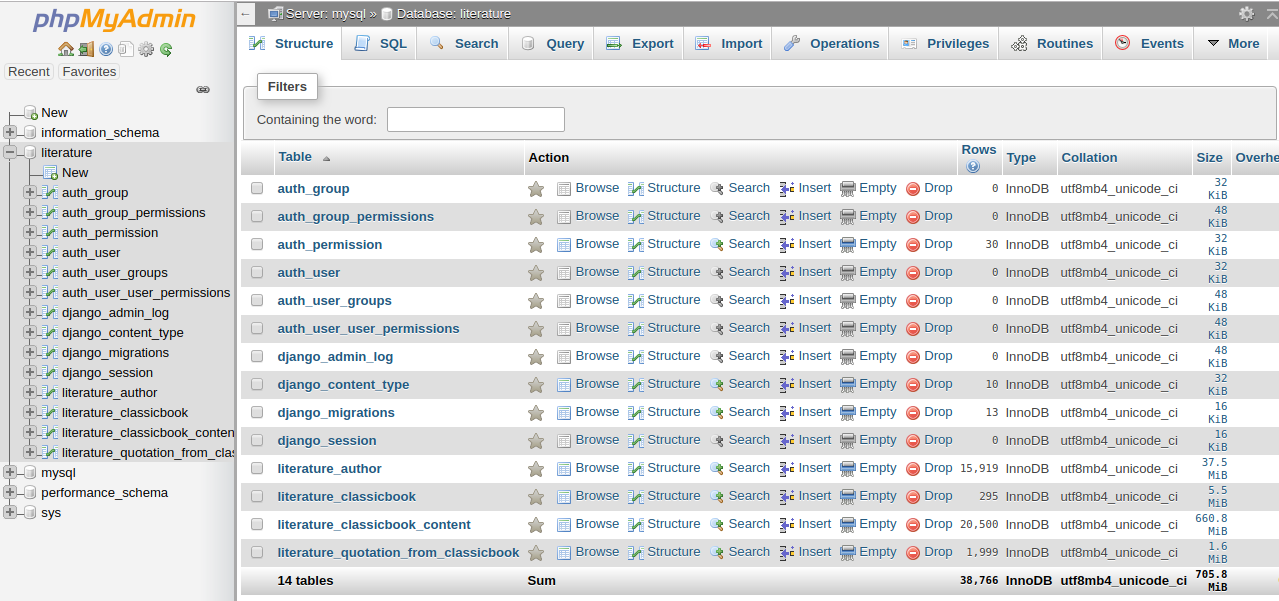 phpMyAdmin
Recent Favorites
New
information_schema
literature
New
auth_group
auth_group_permissions
auth_permission
auth_user
auth_user_groups
auth_user_user_permissions
django_admin_log
django_content_type
django_migrations
django_session
literature_author
literature_classicbook
literature_classicbook_conten
literature_quotation_from_clas
mysql
performance_schema
sys
Server: mysql » Database: literature
Structure SQL Search Query Export Import Operations Privileges Routines Events More
Filters
Containing the word:
Table Action Rows Type Collation Size Overhe
auth_group Browse Structure Search Insert Empty Drop 0 InnoDB utf8mb4_unicode_ci 32 KiB
auth_group_permissions Browse Structure Search Insert Empty Drop 0 InnoDB utf8mb4_unicode_ci 48 KiB
auth_permission Browse Structure Search Insert Empty Drop 30 InnoDB utf8mb4_unicode_ci 32 KiB
auth_user Browse Structure Search Insert Empty Drop 0 InnoDB utf8mb4_unicode_ci 32 KiB
auth_user_groups Browse Structure Search Insert Empty Drop 0 InnoDB utf8mb4_unicode_ci 48 KiB
auth_user_user_permissions Browse Structure Search Insert Empty Drop 0 InnoDB utf8mb4_unicode_ci 48 KiB
django_admin_log Browse Structure Search Insert Empty Drop 0 InnoDB utf8mb4_unicode_ci 48 KiB
django_content_type Browse Structure Search Insert Empty Drop 10 InnoDB utf8mb4_unicode_ci 32 KiB
django_migrations Browse Structure Search Insert Empty Drop 13 InnoDB utf8mb4_unicode_ci 16 KiB
django_session Browse Structure Search Insert Empty Drop 0 InnoDB utf8mb4_unicode_ci 16 KiB
literature_author Browse Structure Search Insert Empty Drop 15,919 InnoDB utf8mb4_unicode_ci 37.5 MiB
literature_classicbook Browse Structure Search Insert Empty Drop 295 InnoDB utf8mb4_unicode_ci 5.5 MiB
literature_classicbook_content Browse Structure Search Insert Empty Drop 20,500 InnoDB utf8mb4_unicode_ci 660.8 MiB
literature_quotation_from_classicbook Browse Structure Search Insert Empty Drop 1,999 InnoDB utf8mb4_unicode_ci 1.6 MiB
14 tables Sum 38,766 InnoDB utf8mb4_unicode_ci 705.8 MiB